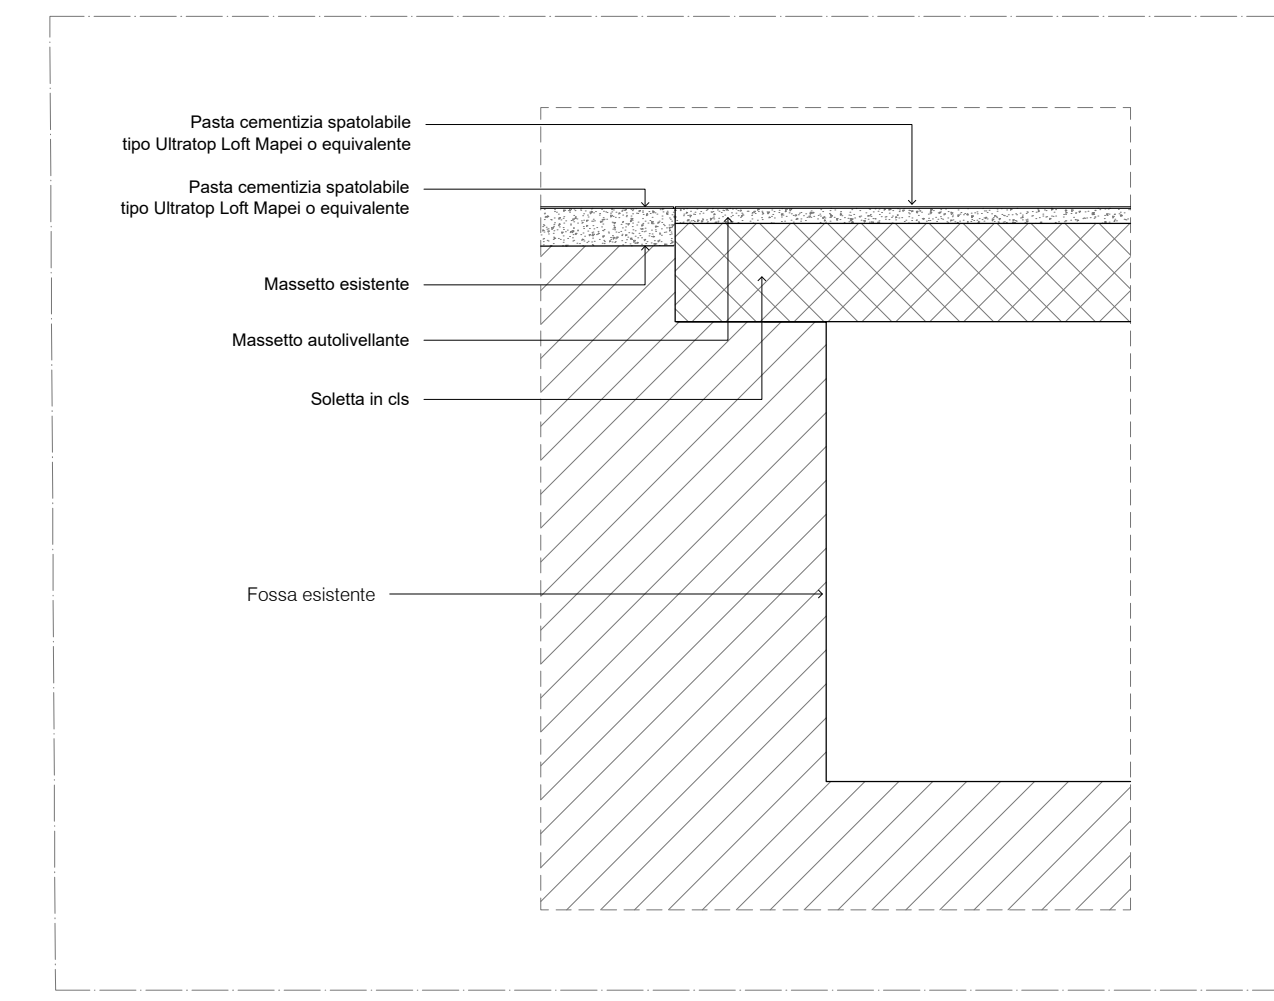 Pasta cementizia spatolabile
tipo Ultratop Loft Mapei o equivalente
Pasta cementizia spatolabile
tipo Ultratop Loft Mapei o equivalente
Massetto esistente
Massetto autolivellante
Soletta in cls
Fossa esistente